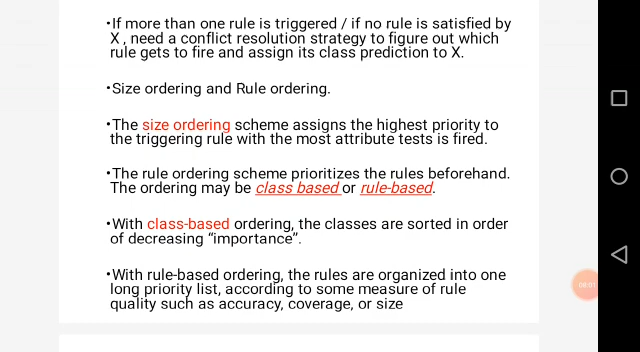 •If more than one rule is triggered / if no rule is satisfied by
X , need a conflict resolution strategy to figure out which
rule gets to fire and assign its class prediction to X.
•Size ordering and Rule ordering.
•The size ordering scheme assigns the highest priority to
the triggering rule with the most attribute tests is fired.
•The rule ordering scheme prioritizes the rules beforehand.
The ordering may be class based or rule-based.
•With class-based ordering, the classes are sorted in order
of decreasing “importance”.
•With rule-based ordering, the rules are organized into one
long priority list, according to some measure of rule
quality such as accuracy, coverage, or size